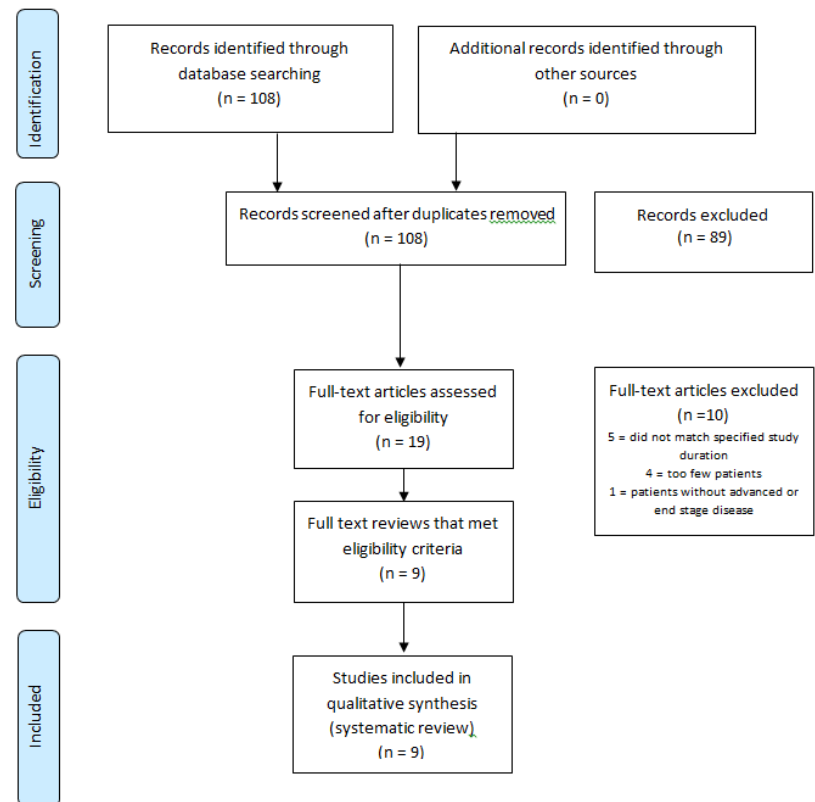 Identification
Records identified through
database searching
(n = 108)
Additional records identified through
other sources
(n = 0)
Screening
Records screened after duplicates removed
(n = 108)
Records excluded
(n = 89)
Eligibility
Full-text articles assessed
for eligibility
(n = 19)
Full-text articles excluded
(n =10)
5 = did not match specified study
duration
4 = too few patients
1 = patients without advanced or
end stage disease
Full text reviews that met
eligibility criteria
(n = 9)
Included
Studies included in
qualitative synthesis
(systematic review)
(n = 9)